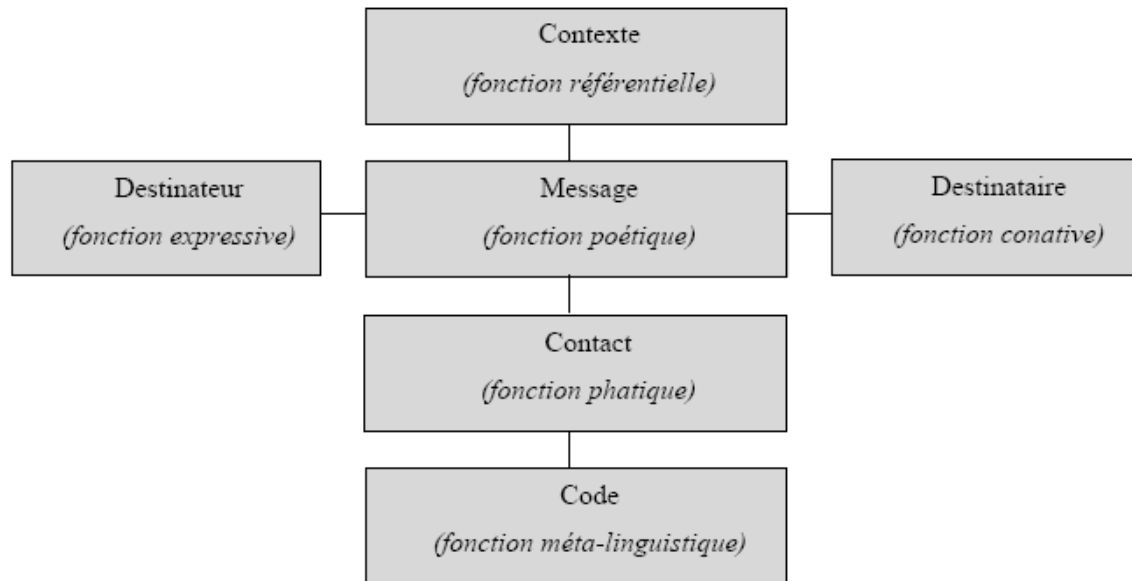 Contexte
(fonction référentielle)
Destinateur
(fonction expressive)
Message
(fonction poétique)
Destinataire
(fonction conative)
Contact
(fonction phatique)
Code
(fonction méta-linguistique)